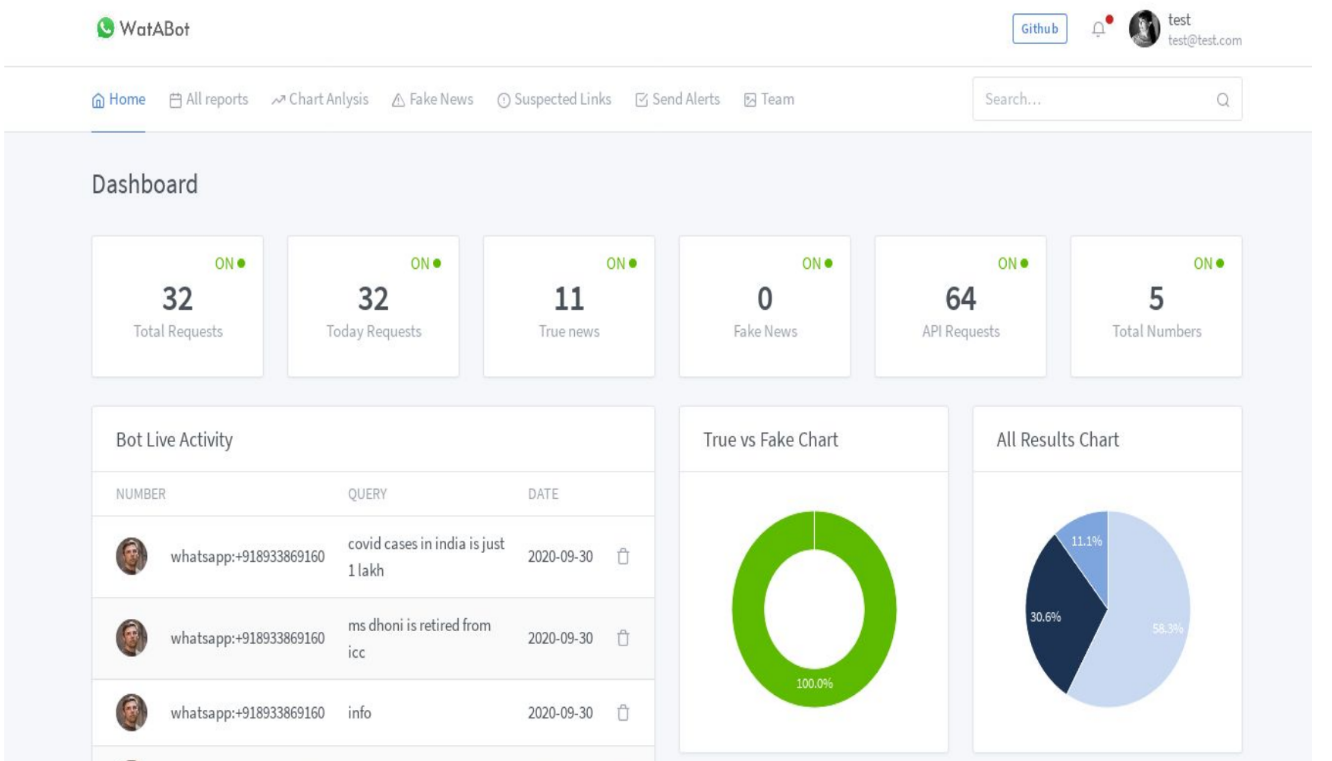 WatABot
Github
test
test@test.com
Home All reports Chart Anlysis Fake News Suspected Links Send Alerts Team
Search...
Dashboard
ON
32
Total Requests
ON
32
Today Requests
ON
11
True news
ON
0
Fake News
ON
64
API Requests
ON
5
Total Numbers
Bot Live Activity
NUMBER QUERY DATE
whatsapp:+918933869160 covid cases in india is just 2020-09-30
1 lakh
whatsapp:+918933869160 ms dhoni is retired from 2020-09-30
icc
whatsapp:+918933869160 info 2020-09-30
True vs Fake Chart
100.0%
All Results Chart
11.1%
30.6%
58.3%